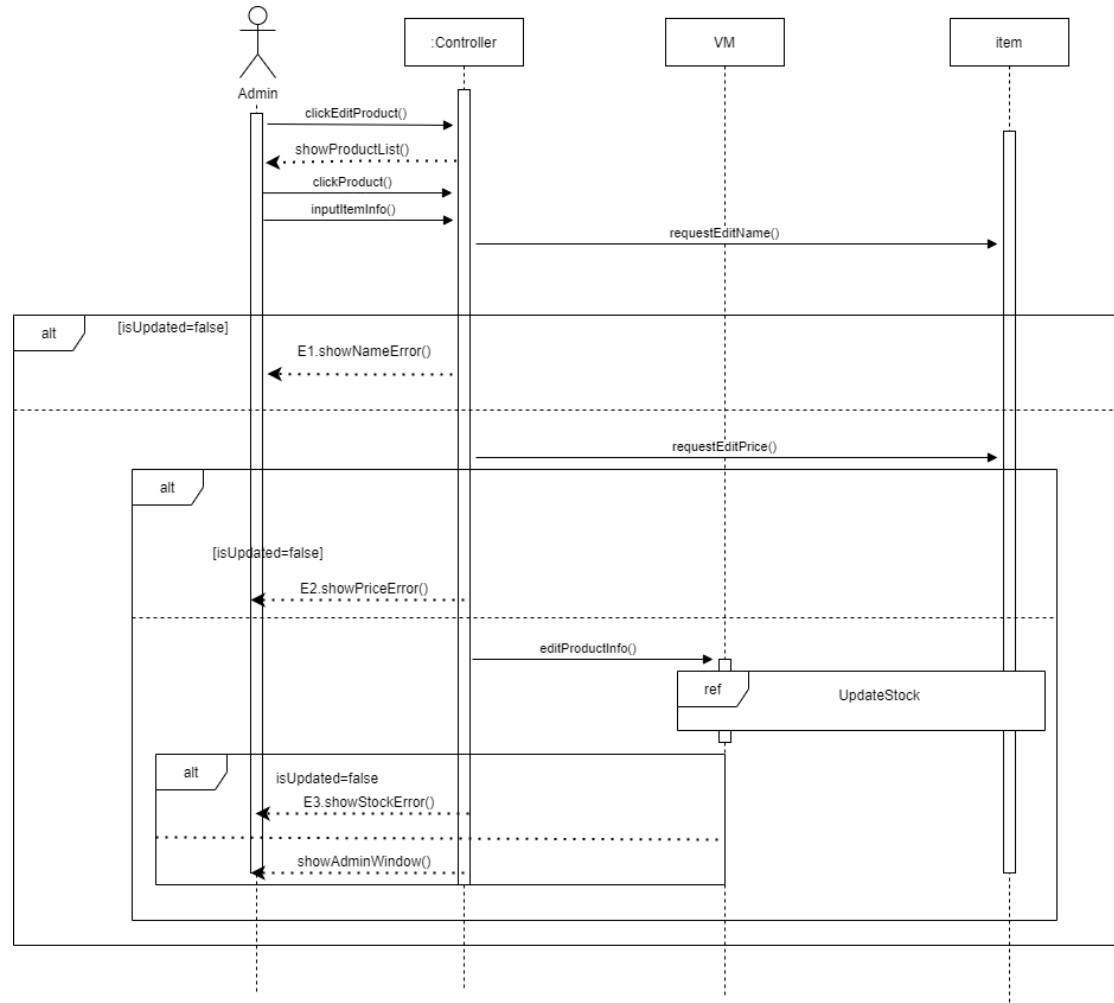 :Controller
VM
item
Admin
clickEditProduct()
showProductList()
clickProduct()
inputItemInfo()
requestEditName()
alt
[isUpdated=false]
E1.showNameError()
requestEditPrice()
alt
[isUpdated=false]
E2.showPriceError()
editProductInfo()
ref
UpdateStock
alt
isUpdated=false
E3.showStockError()
showAdminWindow()